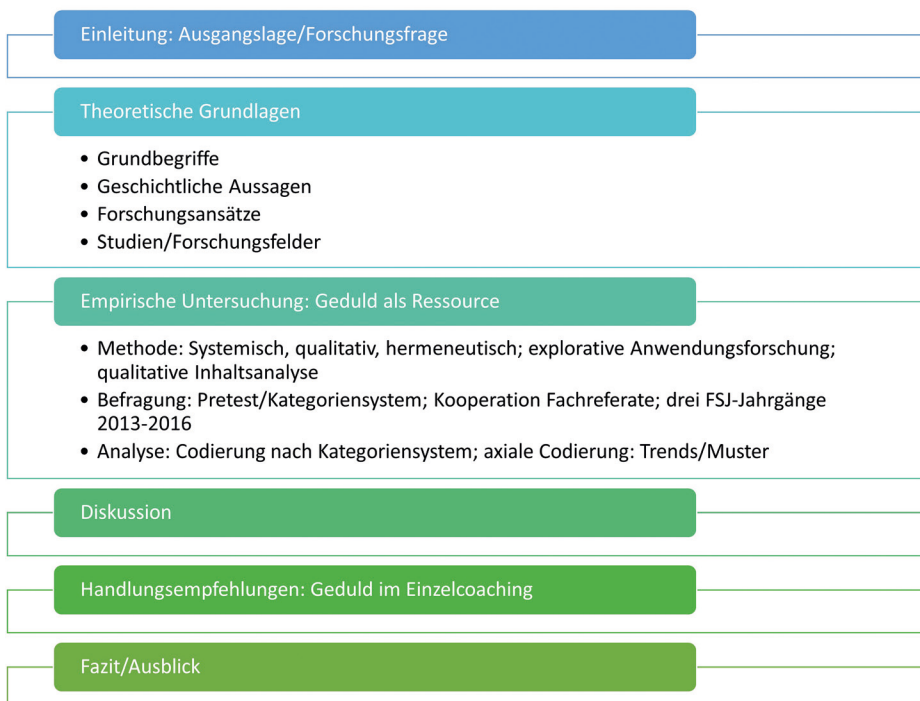 Einleitung: Ausgangslage/Forschungsfrage
Theoretische Grundlagen
• Grundbegriffe
• Geschichtliche Aussagen
• Forschungsansätze
• Studien/Forschungsfelder
Empirische Untersuchung: Geduld als Ressource
• Methode: Systemisch, qualitativ, hermeneutisch; explorative Anwendungsforschung;
qualitative Inhaltsanalyse
• Befragung: Pretest/Kategoriensystem; Kooperation Fachreferate; drei FSJ-Jahrgänge
2013-2016
• Analyse: Codierung nach Kategoriensystem; axiale Codierung: Trends/Muster
Diskussion
Handlungsempfehlungen: Geduld im Einzelcoaching
Fazit/Ausblick